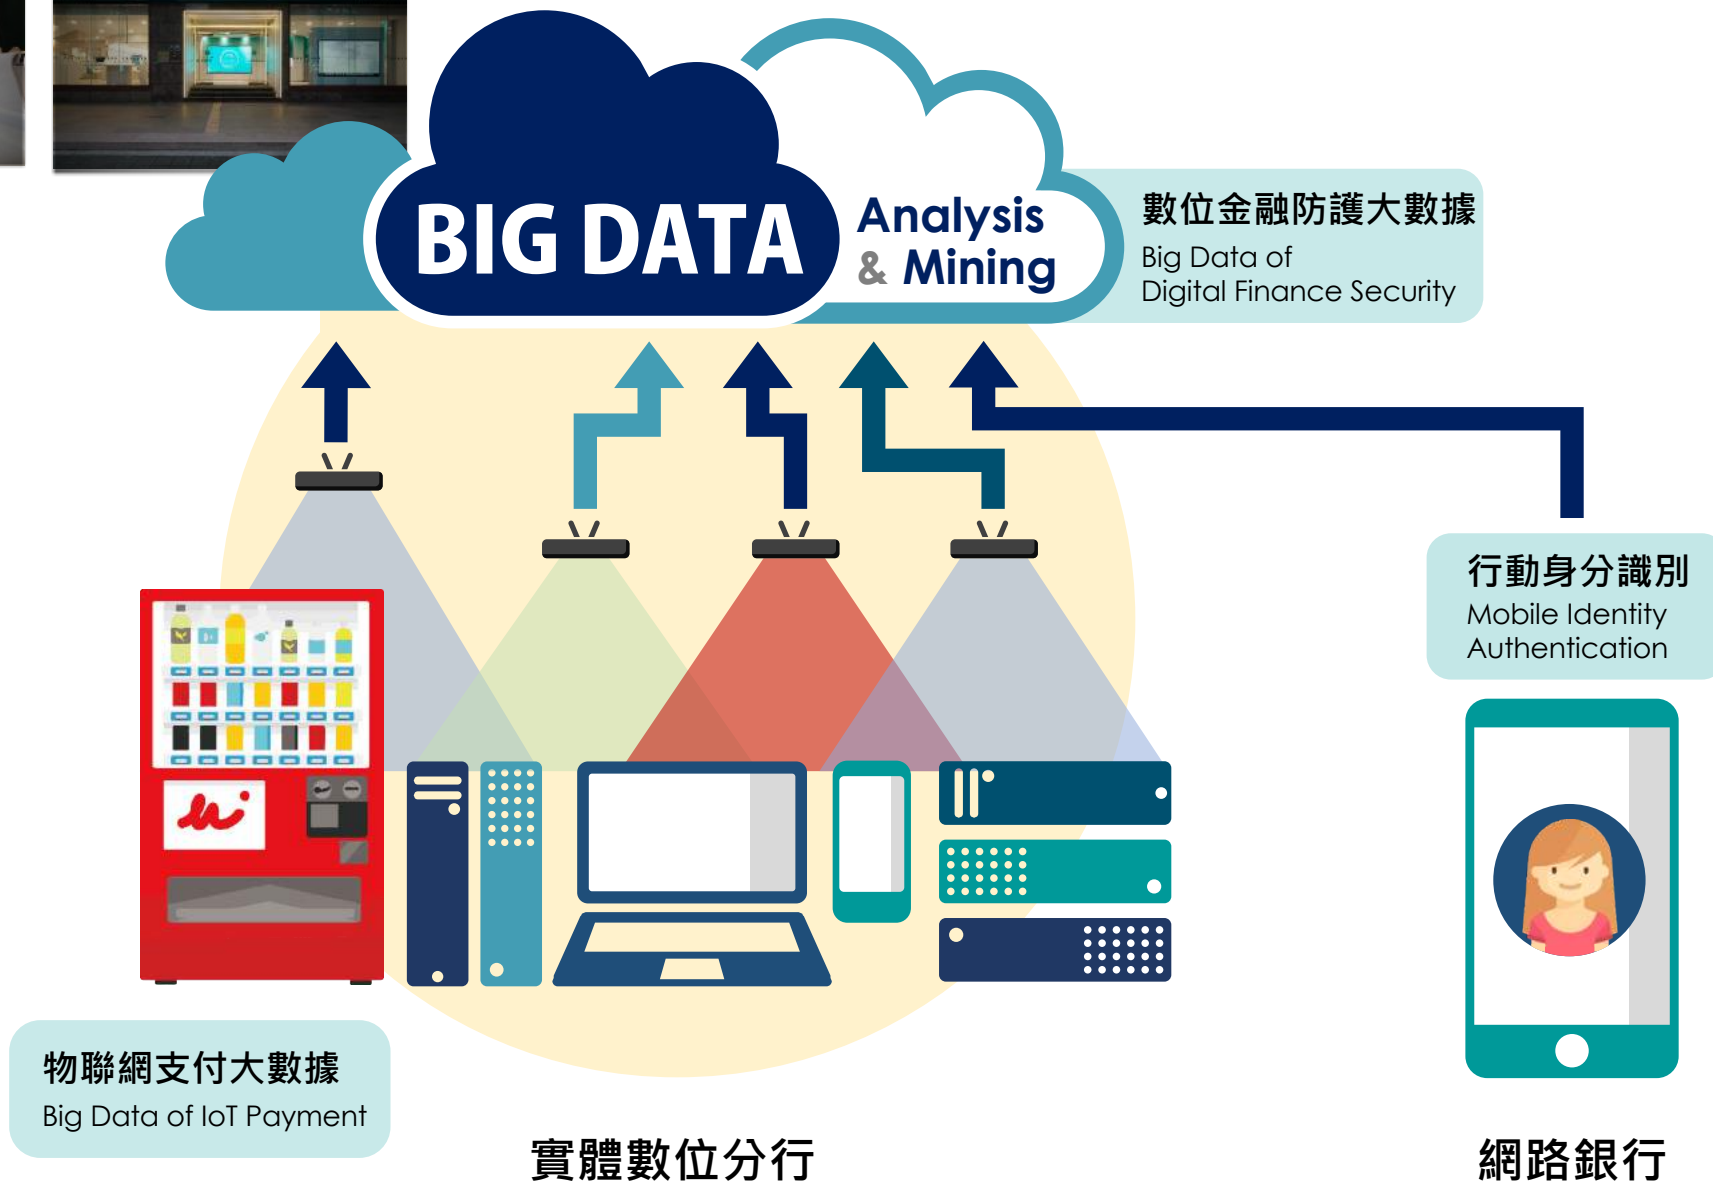 BIG DATA
Analysis
& Mining
數位金融防護大數據
Big Data of
Digital Finance Security
行動身分識別
Mobile Identity
Authentication
物聯網支付大數據
Big Data of IoT Payment
實體數位分行
網路銀行